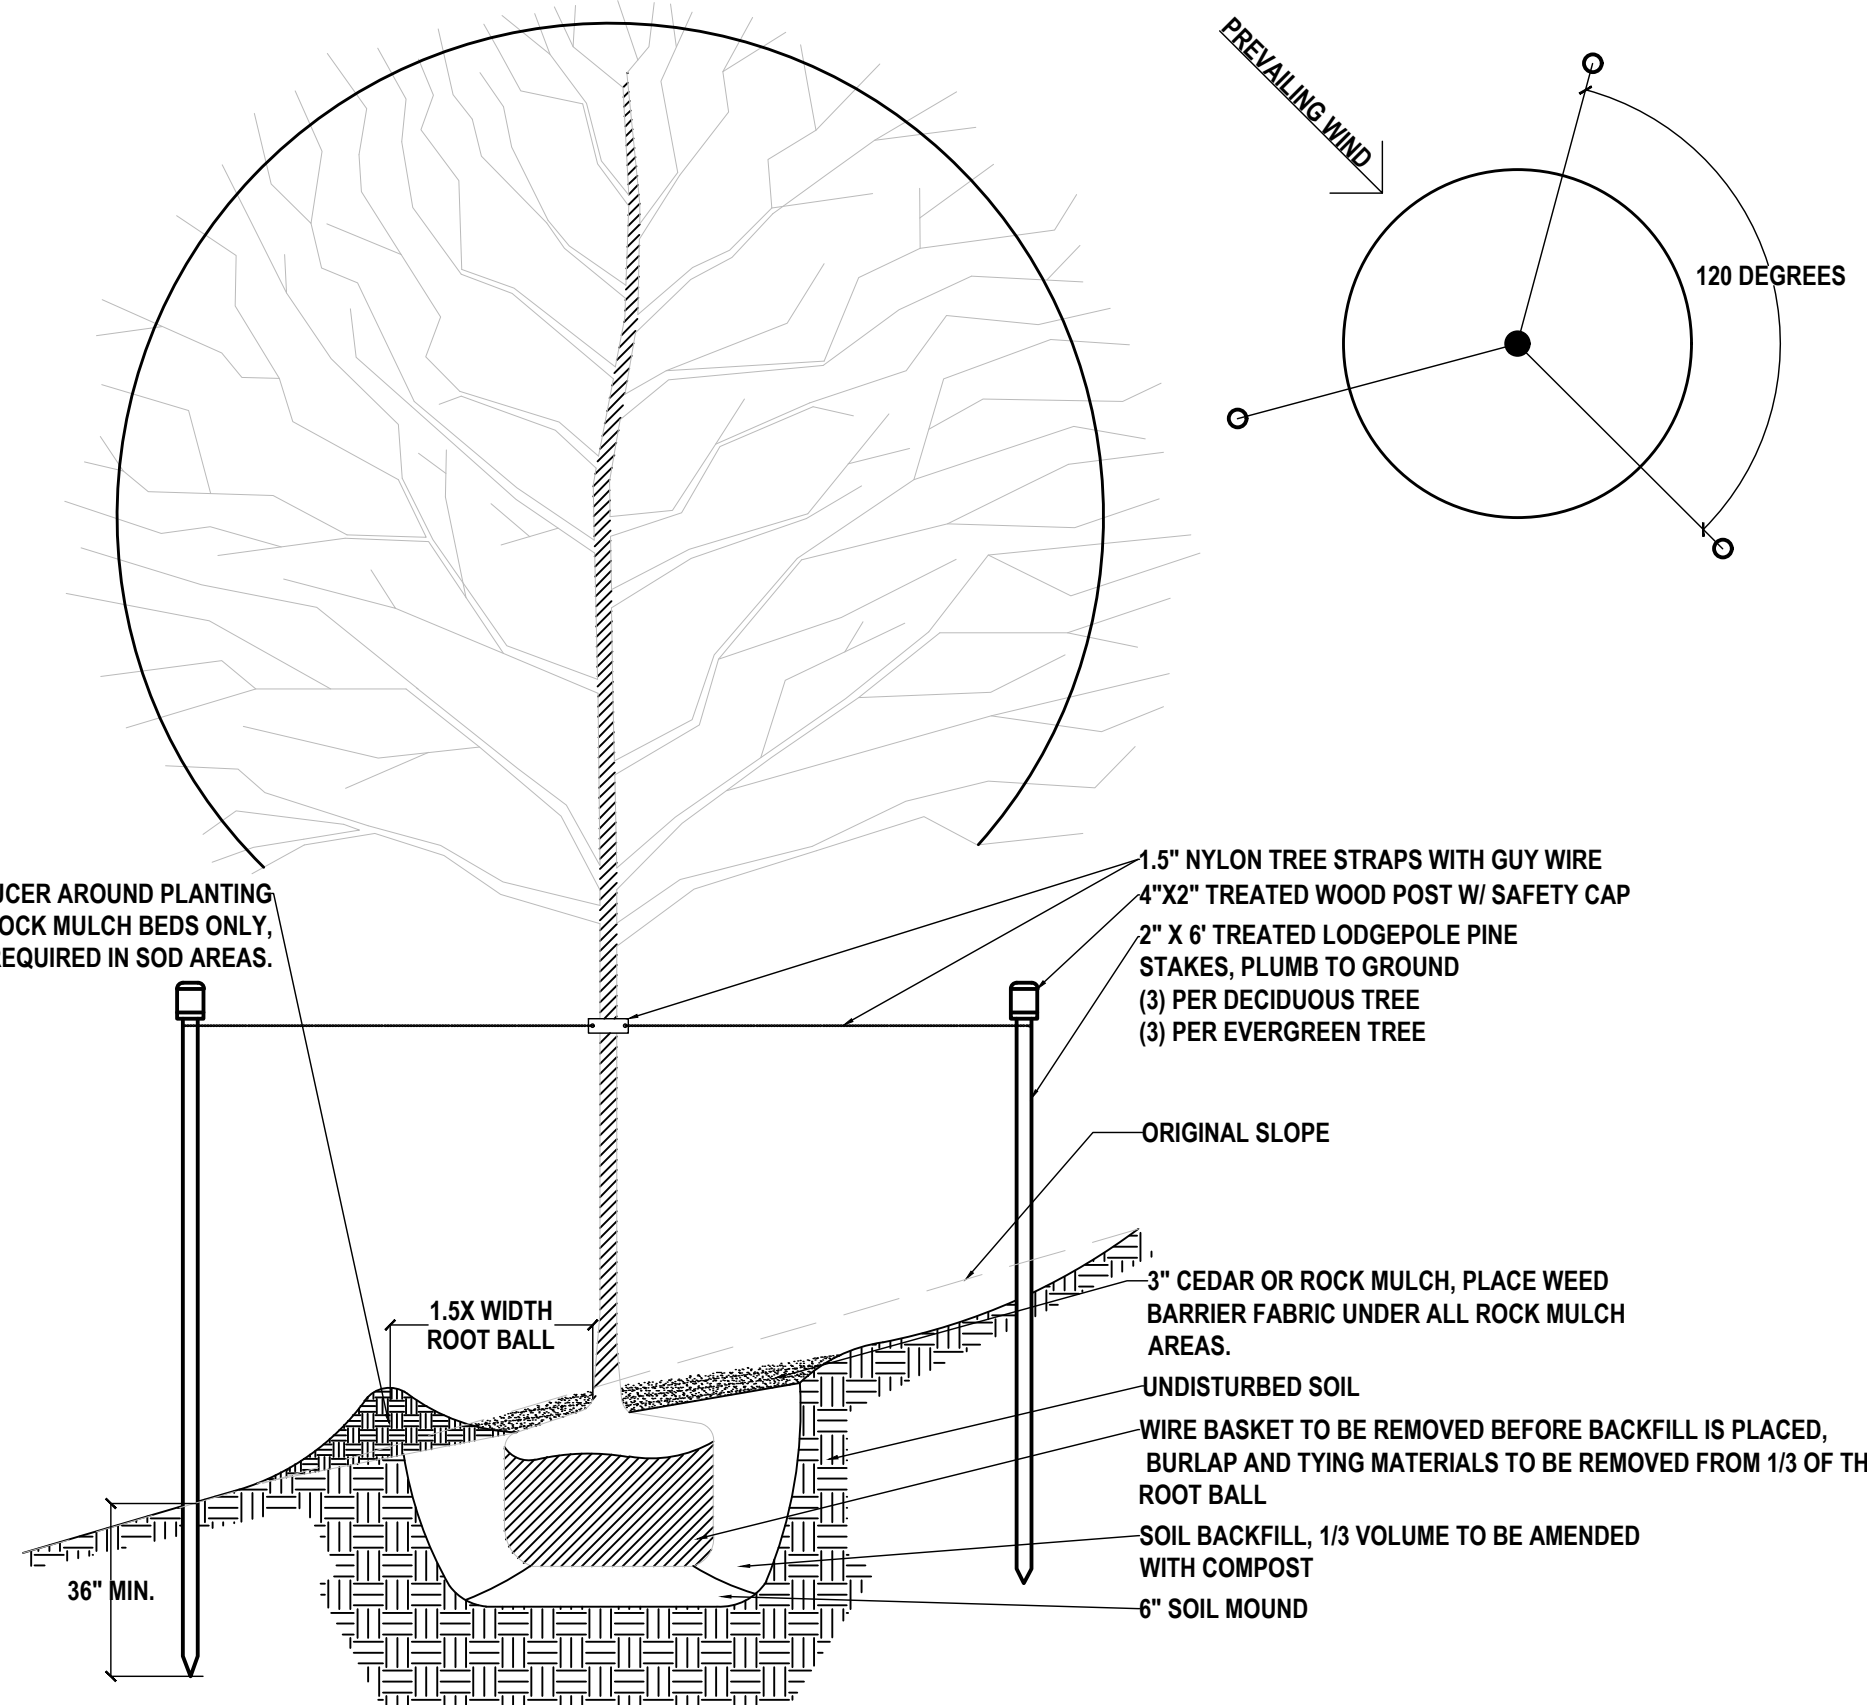 PREVAILING WIND
120 DEGREES
AROUND PLANTING
MULCH BEDS ONLY,
IN SOD AREAS.
1.5" NYLON TREE STRAPS WITH GUY WIRE
4"X2" TREATED WOOD POST W/ SAFETY CAP
2" X 6' TREATED LODGEPOLE PINE
STAKES, PLUMB TO GROUND
(3) PER DECIDUOUS TREE
(3) PER EVERGREEN TREE
ORIGINAL SLOPE
1.5X WIDTH
ROOT BALL
3" CEDAR OR ROCK MULCH, PLACE WEED
BARRIER FABRIC UNDER ALL ROCK MULCH
AREAS.
UNDISTURBED SOIL
WIRE BASKET TO BE REMOVED BEFORE BACKFILL IS PLACED,
BURLAP AND TYING MATERIALS TO BE REMOVED FROM 1/3 OF
ROOT BALL
SOIL BACKFILL, 1/3 VOLUME TO BE AMENDED
WITH COMPOST
6" SOIL MOUND
36" MIN.